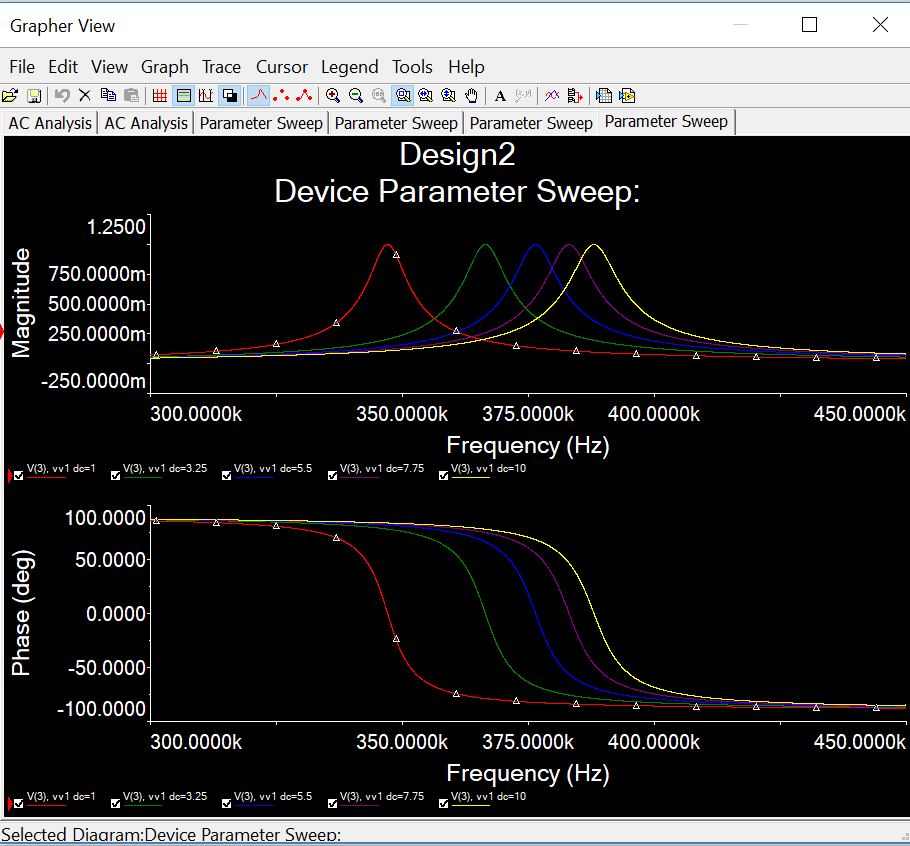 Grapher View
File Edit View Graph Trace Cursor Legend Tools Help
AC Analysis AC Analysis Parameter Sweep Parameter Sweep Parameter Sweep Parameter Sweep
Design2
Device Parameter Sweep:
Magnitude
1.2500
750.0000m
500.0000m
250.0000m
-250.0000m
300.0000k 350.0000k 375.0000k 400.0000k 450.0000k
Frequency (Hz)
V(3), vv1 dc=1 V(3), vv1 dc=3.25 V(3), vv1 dc=5.5 V(3), vv1 dc=7.75 V(3), vv1 dc=10
Phase (deg)
100.0000
50.0000
0.0000
-50.0000
-100.0000
300.0000k 350.0000k 375.0000k 400.0000k 450.0000k
Frequency (Hz)
V(3), vv1 dc=1 V(3), vv1 dc=3.25 V(3), vv1 dc=5.5 V(3), vv1 dc=7.75 V(3), vv1 dc=10
Selected Diagram:Device Parameter Sweep: